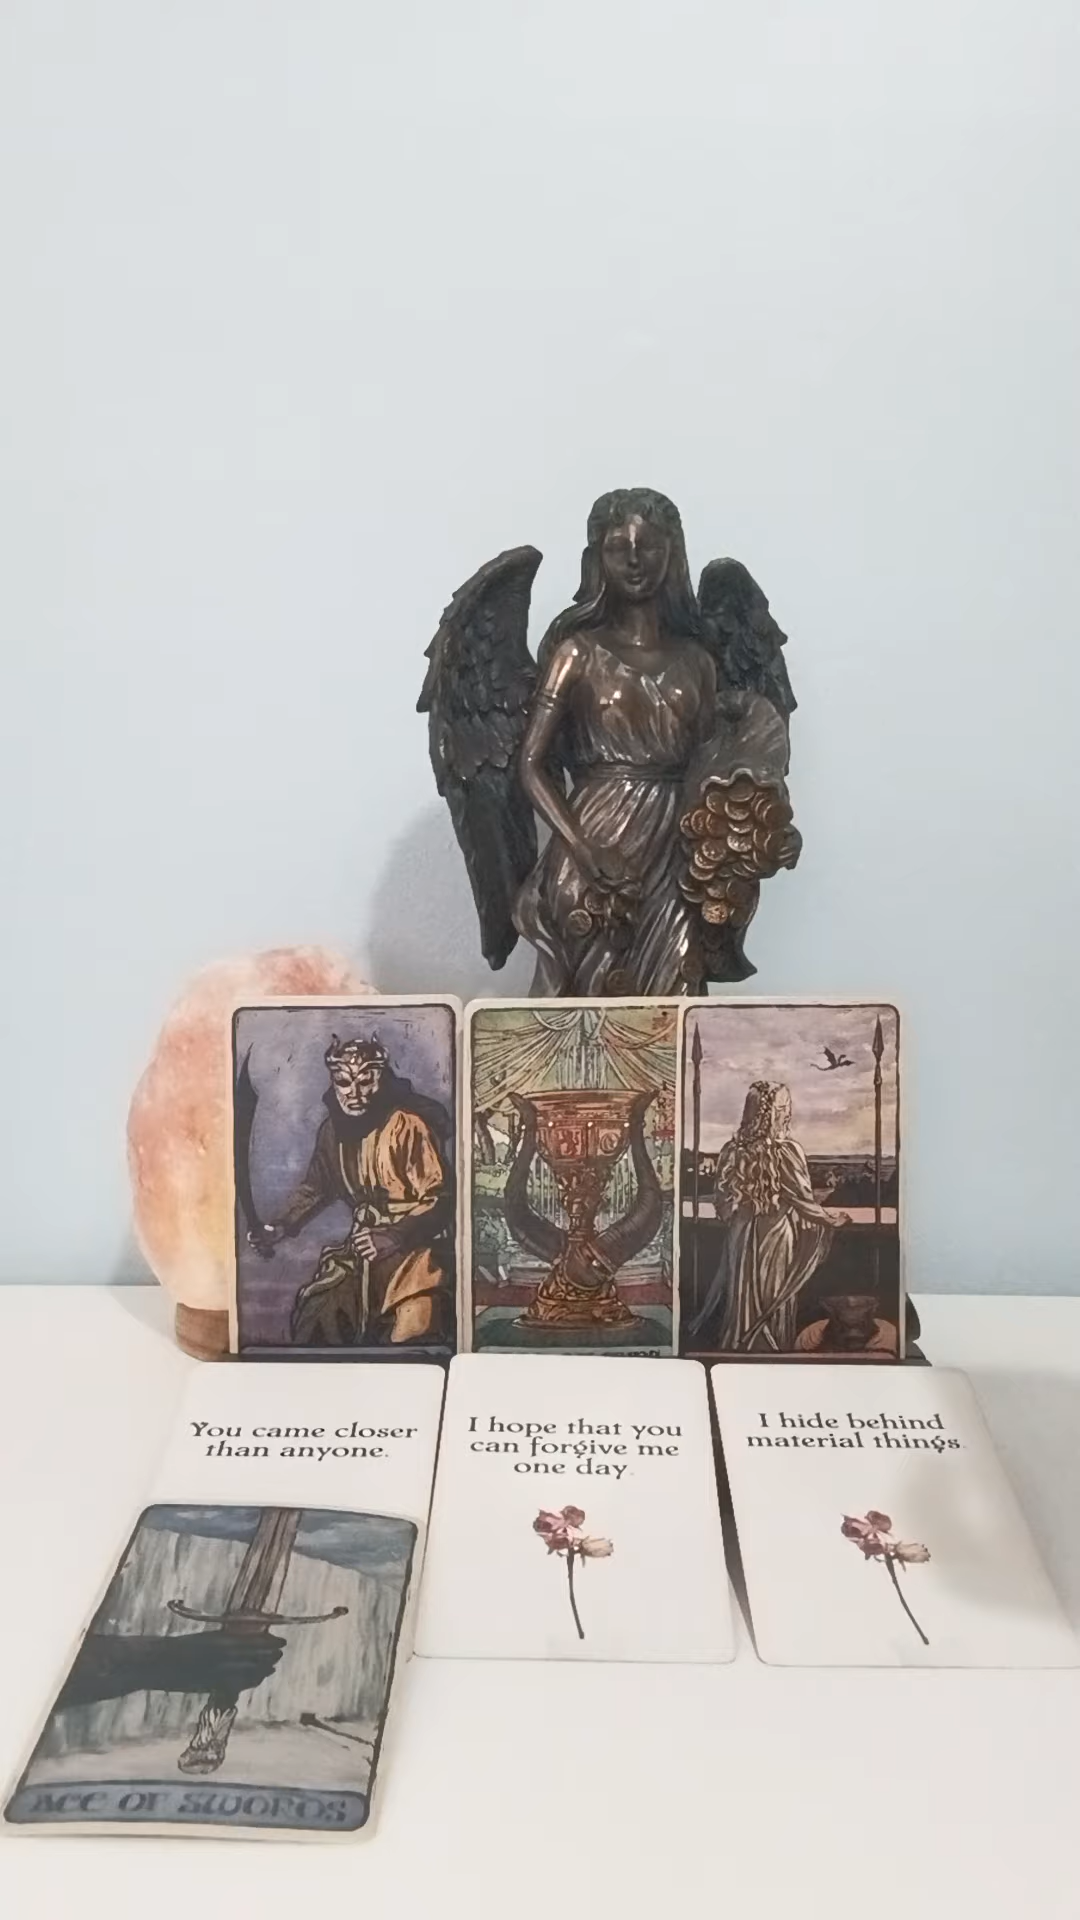 You came closer
than anyone.
I hope that you
can forgive me
one day.
I hide behind
material things.
ACE OF SWORDS